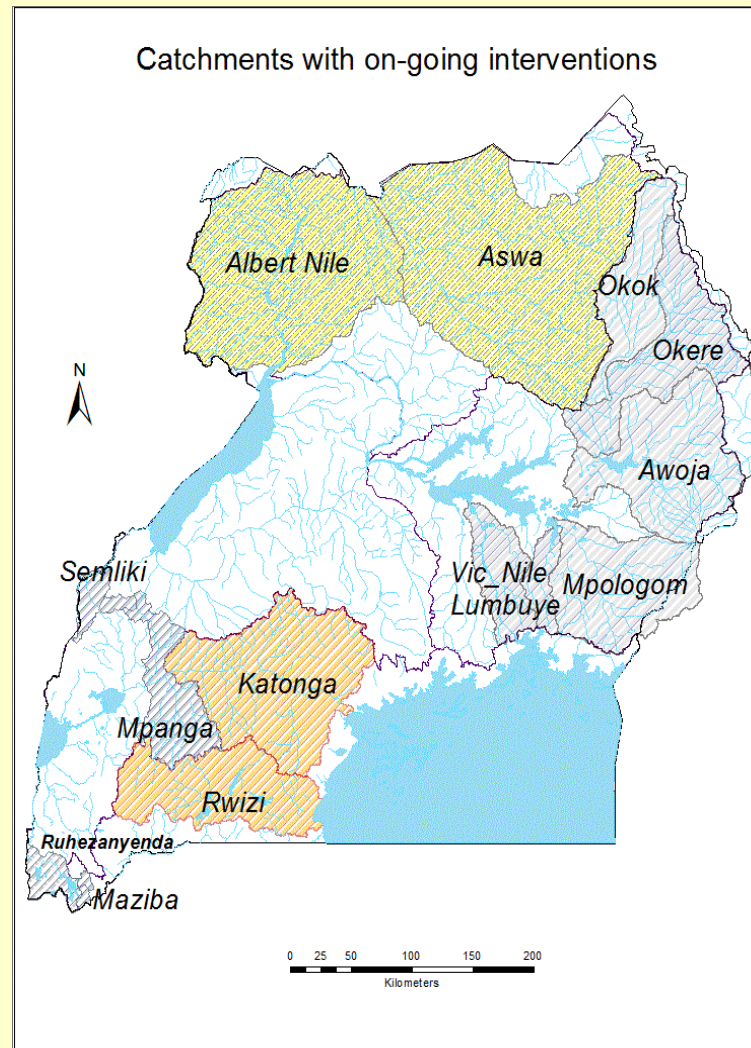 Catchments with on-going interventions
Albert Nile
Aswa
Okok
Okere
N
Awoja
Semliki
Vic_Nile
Lumbuye
Mpologom
Katonga
Mpanga
Rwizi
Ruhezanyenda
Maziba
0 25 50 100 150 200
Kilometers